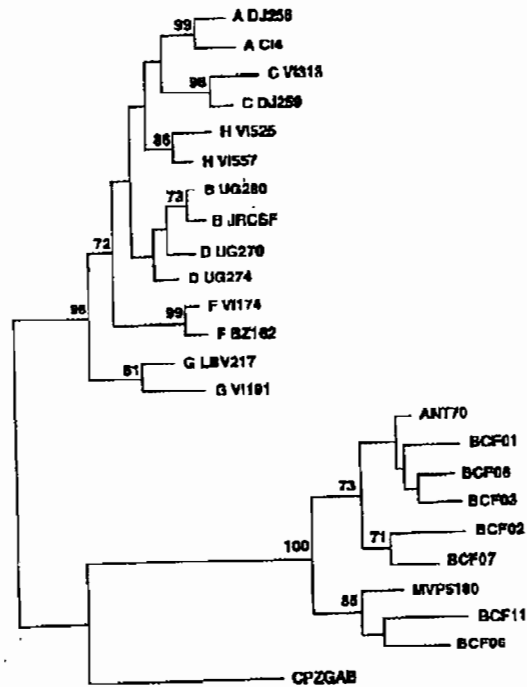 99
A DJ258
A CI4
C VI313
98
C DJ259
H VI525
86
H VI557
B UG280
73
B JRCSF
72
D UG270
D UG274
F VI174
99
F BZ162
96
G LBV217
81
G VI191
ANT70
BCF01
BCF08
73
BCF03
BCF02
71
BCF07
100
MVP5180
85
BCF11
BCF06
CPZGAB